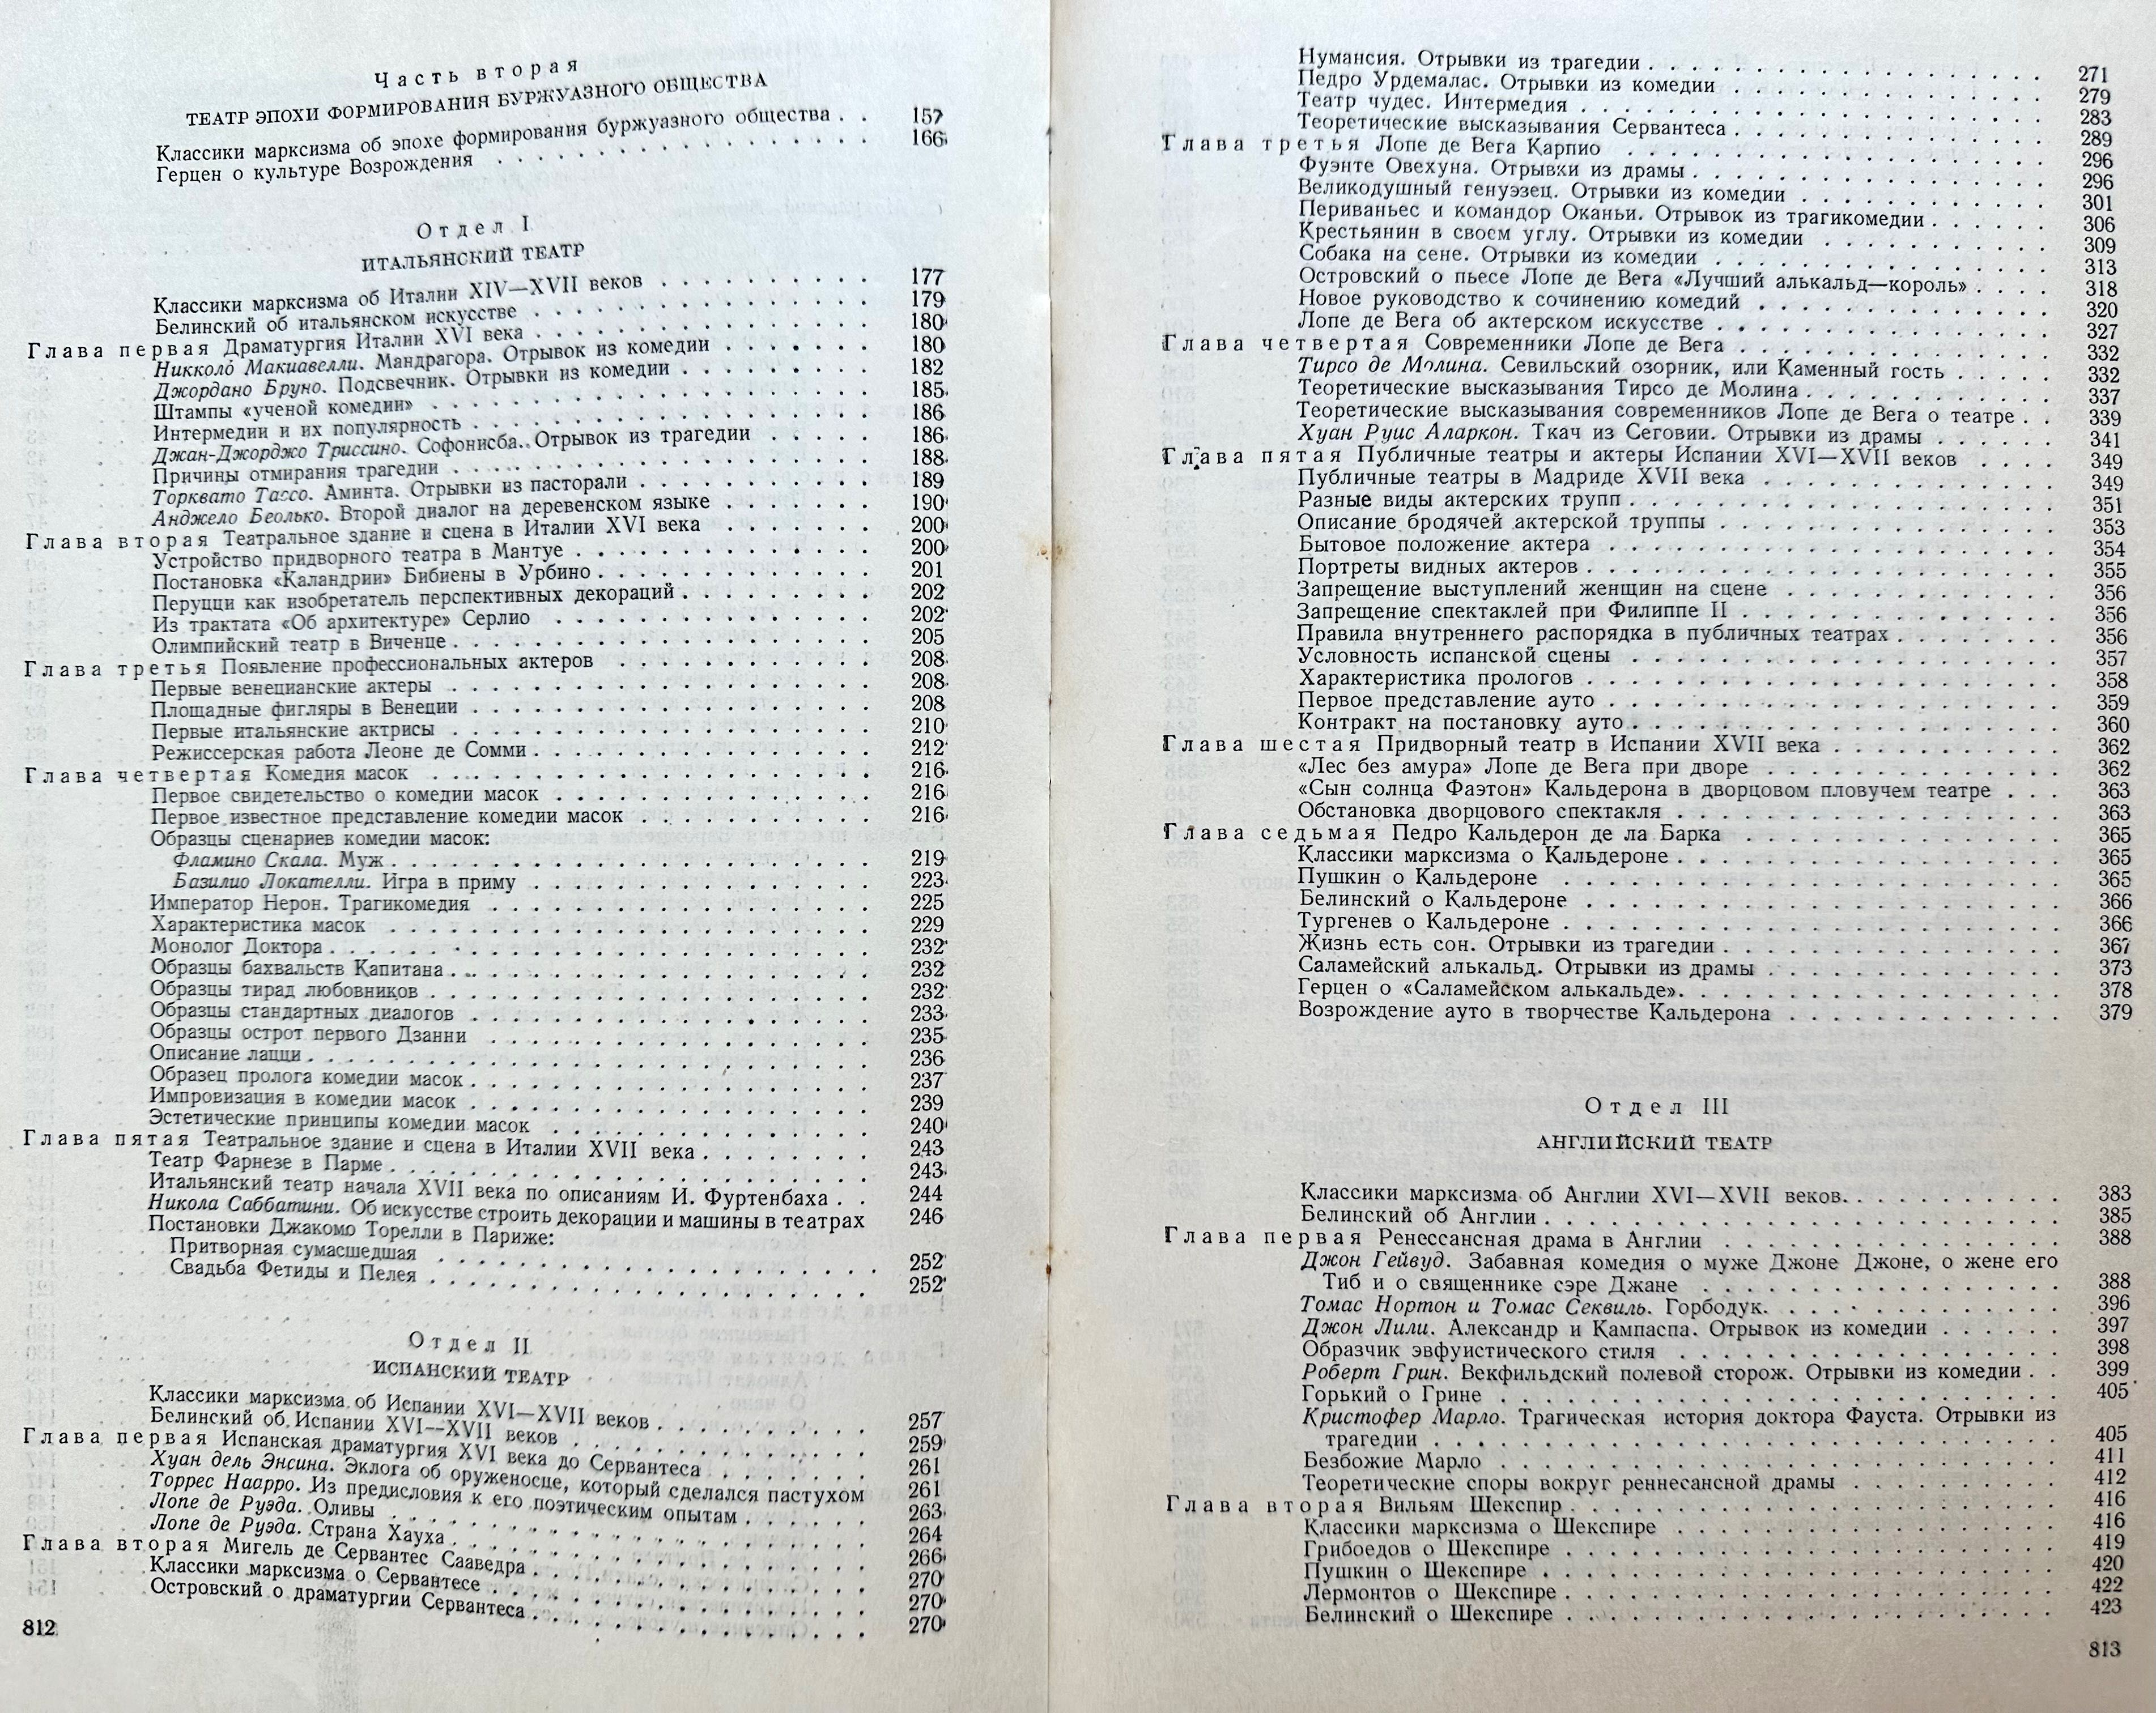 Часть вторая
ТЕАТР ЭПОХИ ФОРМИРОВАНИЯ БУРЖУАЗНОГО ОБЩЕСТВА
Классики марксизма об эпохе формирования буржуазного общества . . 157
Герцен о культуре Возрождения . . . 166
Отдел I
ИТАЛЬЯНСКИЙ ТЕАТР
Классики марксизма об Италии XIV—XVII веков . . . 177
Белинский об итальянском искусстве . . . 179
Глава первая Драматургия Италии XVI века . . . 180
Никколо Макиавелли. Мандрагора. Отрывок из комедии . . . 180
Джордано Бруно. Подсвечник. Отрывки из комедии . . . 182
Штампы «ученой комедии» . . . 185
Интермедии и их популярность . . . 186
Джан-Джорджо Триссино. Софонисба. Отрывок из трагедии . . . 186
Причины отмирания трагедии . . . 188
Торквато Тассо. Аминта. Отрывки из пасторали . . . 189
Анджело Беолько. Второй диалог на деревенском языке . . . 190
Глава вторая Театральное здание и сцена в Италии XVI века . . . 200
Устройство придворного театра в Мантуе . . . 200
Постановка «Каландрии» Бибиены в Урбино . . . 201
Перуцци как изобретатель перспективных декораций . . . 202
Из трактата «Об архитектуре» Серлио . . . 202
Олимпийский театр в Виченце . . . 205
Глава третья Появление профессиональных актеров . . . 208
Первые венецианские актеры . . . 208
Площадные фигляры в Венеции . . . 208
Первые итальянские актрисы . . . 210
Режиссерская работа Леоне де Сомми . . . 212
Глава четвертая Комедия масок . . . 216
Первое свидетельство о комедии масок . . . 216
Первое известное представление комедии масок . . . 216
Образцы сценариев комедии масок:
Фламино Скала. Муж . . . 219
Базилио Локателли. Игра в приму . . . 223
Император Нерон. Трагикомедия . . . 225
Характеристика масок . . . 229
Монолог Доктора . . . 232
Образцы бахвальств Капитана . . . 232
Образцы тирад любовников . . . 232
Образцы стандартных диалогов . . . 233
Образцы острот первого Дзанни . . . 235
Описание лацци . . . 236
Образец пролога комедии масок . . . 237
Импровизация в комедии масок . . . 239
Эстетические принципы комедии масок . . . 240
Глава пятая Театральное здание и сцена в Италии XVII века . . . 243
Театр Фарнезе в Парме . . . 243
Итальянский театр начала XVII века по описаниям И. Фуртенбаха . . 244
Никола Саббатини. Об искусстве строить декорации и машины в театрах 246
Постановки Джакомо Торелли в Париже:
Притворная сумасшедшая . . . 252
Свадьба Фетиды и Пелея . . . 252
Отдел II
ИСПАНСКИЙ ТЕАТР
Классики марксизма об Испании XVI—XVII веков . . . 257
Белинский об Испании XVI—XVII веков . . . 259
Глава первая Испанская драматургия XVI века до Сервантеса . . . 261
Хуан дель Энсина. Эклога об оруженосце, который сделался пастухом 261
Торрес Наарро. Из предисловия к его поэтическим опытам . . . 263
Лопе де Руэда. Оливы . . . 264
Лопе де Руэда. Страна Хауха . . . 266
Глава вторая Мигель де Сервантес Сааведра . . . 270
Классики марксизма о Сервантесе . . . 270
Островский о драматургии Сервантеса . . . 270
812
Нумансия. Отрывки из трагедии . . . 271
Педро Урдемалас. Отрывки из комедии . . . 279
Театр чудес. Интермедия . . . 283
Теоретические высказывания Сервантеса . . . 289
Глава третья Лопе де Вега Карпио . . . 296
Фуэнте Овехуна. Отрывки из драмы . . . 296
Великодушный генуэзец. Отрывки из комедии . . . 301
Периваньес и командор Оканьи. Отрывок из трагикомедии . . . 306
Крестьянин в своем углу. Отрывки из комедии . . . 309
Собака на сене. Отрывки из комедии . . . 313
Островский о пьесе Лопе де Вега «Лучший алькальд—король» . . . 318
Новое руководство к сочинению комедий . . . 320
Лопе де Вега об актерском искусстве . . . 327
Глава четвертая Современники Лопе де Вега . . . 332
Тирсо де Молина. Севильский озорник, или Каменный гость . . . 332
Теоретические высказывания Тирсо де Молина . . . 337
Теоретические высказывания современников Лопе де Вега о театре . . 339
Хуан Руис Аларкон. Ткач из Сеговии. Отрывки из драмы . . . 341
Глава пятая Публичные театры и актеры Испании XVI—XVII веков . . 349
Публичные театры в Мадриде XVII века . . . 349
Разные виды актерских трупп . . . 351
Описание бродячей актерской труппы . . . 353
Бытовое положение актера . . . 354
Портреты видных актеров . . . 355
Запрещение выступлений женщин на сцене . . . 356
Запрещение спектаклей при Филиппе II . . . 356
Правила внутреннего распорядка в публичных театрах . . . 356
Условность испанской сцены . . . 357
Характеристика прологов . . . 358
Первое представление ауто . . . 359
Контракт на постановку ауто . . . 360
Глава шестая Придворный театр в Испании XVII века . . . 362
«Лес без амура» Лопе де Вега при дворе . . . 362
«Сын солнца Фаэтон» Кальдерона в дворцовом пловучем театре . . . 363
Обстановка дворцового спектакля . . . 363
Глава седьмая Педро Кальдерон де ла Барка . . . 365
Классики марксизма о Кальдероне . . . 365
Пушкин о Кальдероне . . . 365
Белинский о Кальдероне . . . 366
Тургенев о Кальдероне . . . 366
Жизнь есть сон. Отрывки из трагедии . . . 367
Саламейский алькальд. Отрывки из драмы . . . 373
Герцен о «Саламейском алькальде» . . . 378
Возрождение ауто в творчестве Кальдерона . . . 379
Отдел III
АНГЛИЙСКИЙ ТЕАТР
Классики марксизма об Англии XVI—XVII веков . . . 383
Белинский об Англии . . . 385
Глава первая Ренессансная драма в Англии . . . 388
Джон Гейвуд. Забавная комедия о муже Джоне Джоне, о жене его
Тиб и о священнике сэре Джане . . . 388
Томас Нортон и Томас Секвиль. Горбодук. . . . 396
Джон Лили. Александр и Кампаспа. Отрывок из комедии . . . 397
Образчик эвфуистического стиля . . . 398
Роберт Грин. Векфильдский полевой сторож. Отрывки из комедии . . 399
Горький о Грине . . . 405
Кристофер Марло. Трагическая история доктора Фауста. Отрывки из
трагедии . . . 405
Безбожие Марло . . . 411
Теоретические споры вокруг реннесансной драмы . . . 412
Глава вторая Вильям Шекспир . . . 416
Классики марксизма о Шекспире . . . 416
Грибоедов о Шекспире . . . 419
Пушкин о Шекспире . . . 420
Лермонтов о Шекспире . . . 422
Белинский о Шекспире . . . 423
813